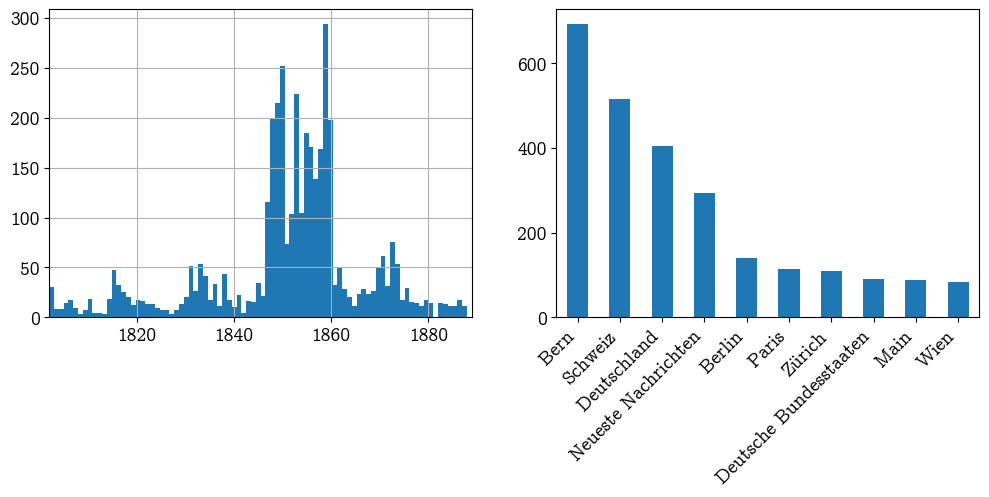 300
250
200
150
100
50
0
1820 1840 1860 1880
600
400
200
0
Bern
Schweiz
Deutschland
Neueste Nachrichten
Berlin
Paris
Zürich
Deutsche Bundesstaaten
Main
Wien